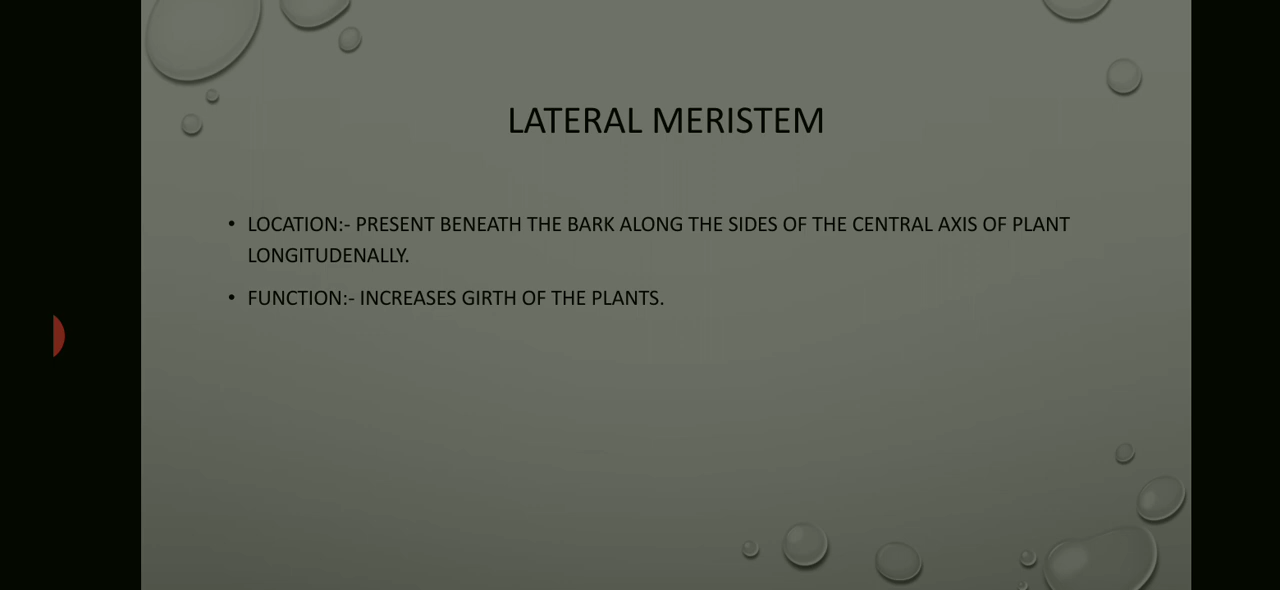 LATERAL MERISTEM
• LOCATION:- PRESENT BENEATH THE BARK ALONG THE SIDES OF THE CENTRAL AXIS OF PLANT
LONGITUDENALLY.
• FUNCTION:- INCREASES GIRTH OF THE PLANTS.